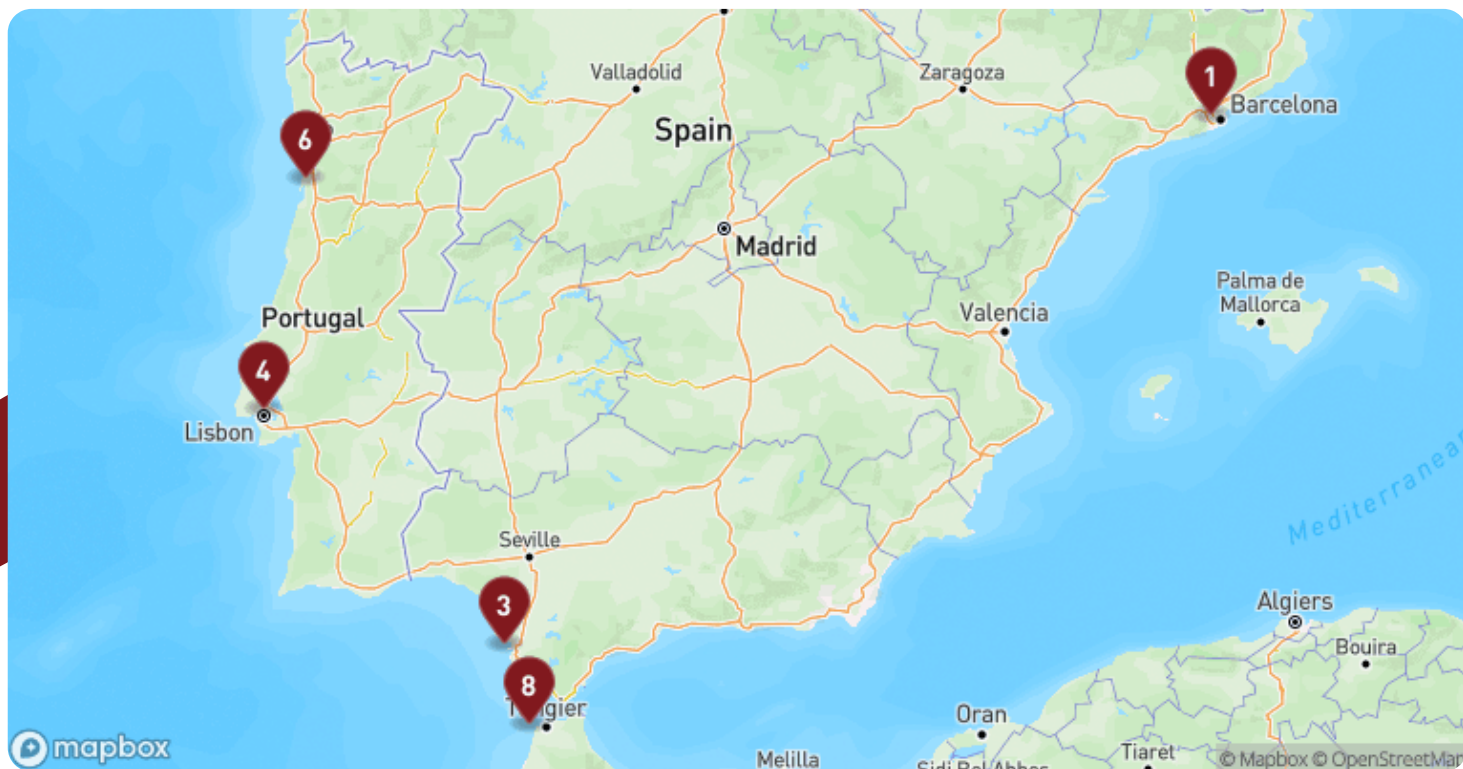 Valladolid
Zaragoza
1
Barcelona
Spain
6
Madrid
Palma de
Mallorca
Portugal
Valencia
4
Lisbon
Mediterranean
Seville
3
Algiers
Bouira
8
Tangier
Oran
mapbox
Melilla
Tiaret
© Mapbox © OpenStreetMap